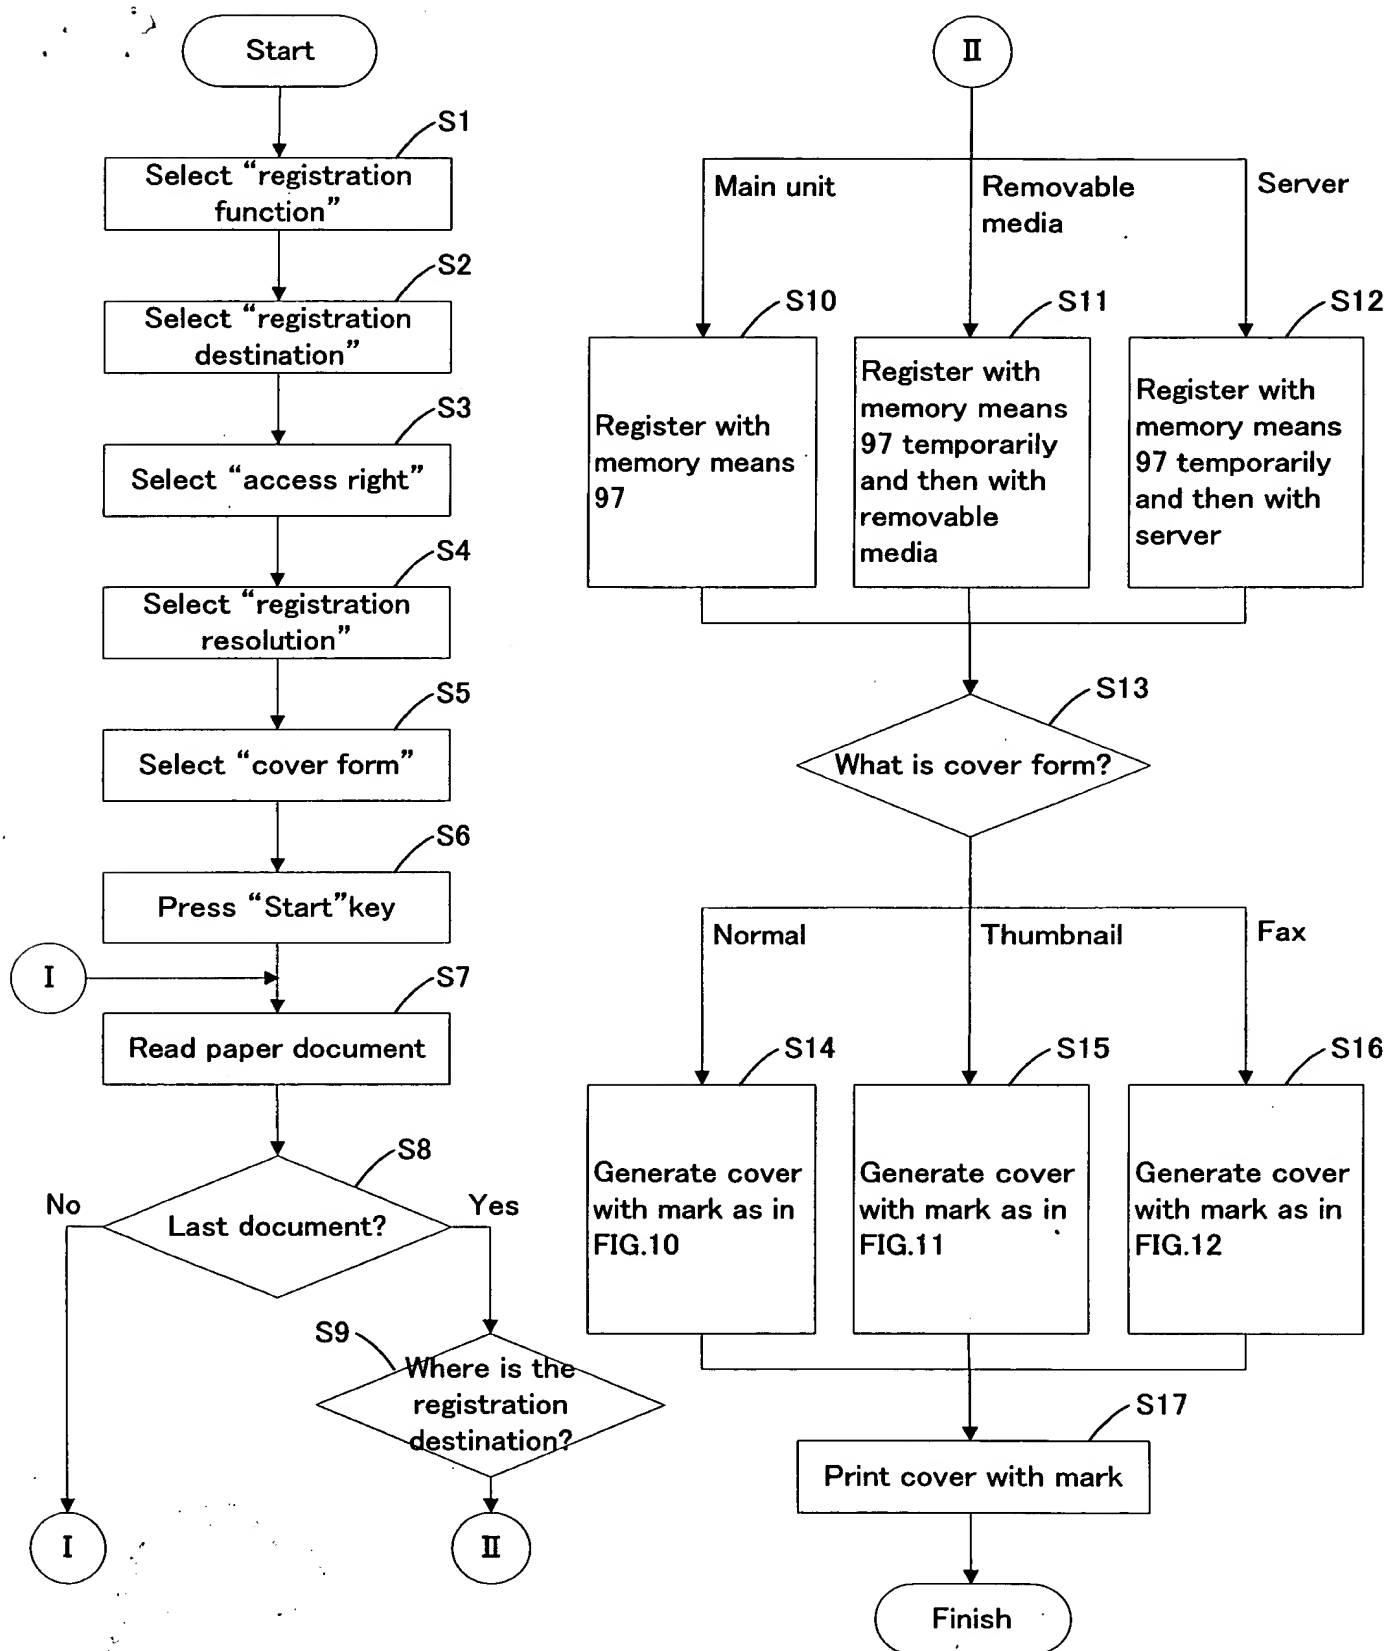 Start
S1
Select “registration
function”
S2
Select “registration
destination”
S3
Select “access right”
S4
Select “registration
resolution”
S5
Select “cover form”
S6
Press “Start”key
I
S7
Read paper document
S8
No
Yes
Last document?
S9
Where is the
registration
destination?
I
II
II
Main unit
Removable
media
Server
S10
Register with
memory means
97
S11
Register with
memory means
97 temporarily
and then with
removable
media
S12
Register with
memory means
97 temporarily
and then with
server
S13
What is cover form?
Normal
Thumbnail
Fax
S14
Generate cover
with mark as in
FIG.10
S15
Generate cover
with mark as in
FIG.11
S16
Generate cover
with mark as in
FIG.12
S17
Print cover with mark
Finish